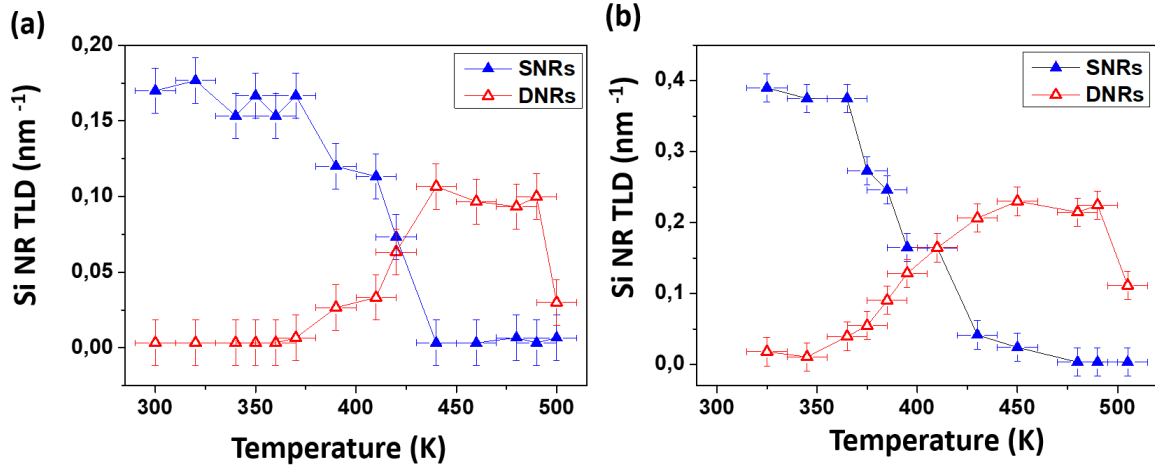 (a)
Si NR TLD (nm ⁻¹)
0,20
0,15
0,10
0,05
0,00
SNRs
DNRs
300 350 400 450 500
Temperature (K)
(b)
Si NR TLD (nm ⁻¹)
0,4
0,3
0,2
0,1
0,0
SNRs
DNRs
300 350 400 450 500
Temperature (K)